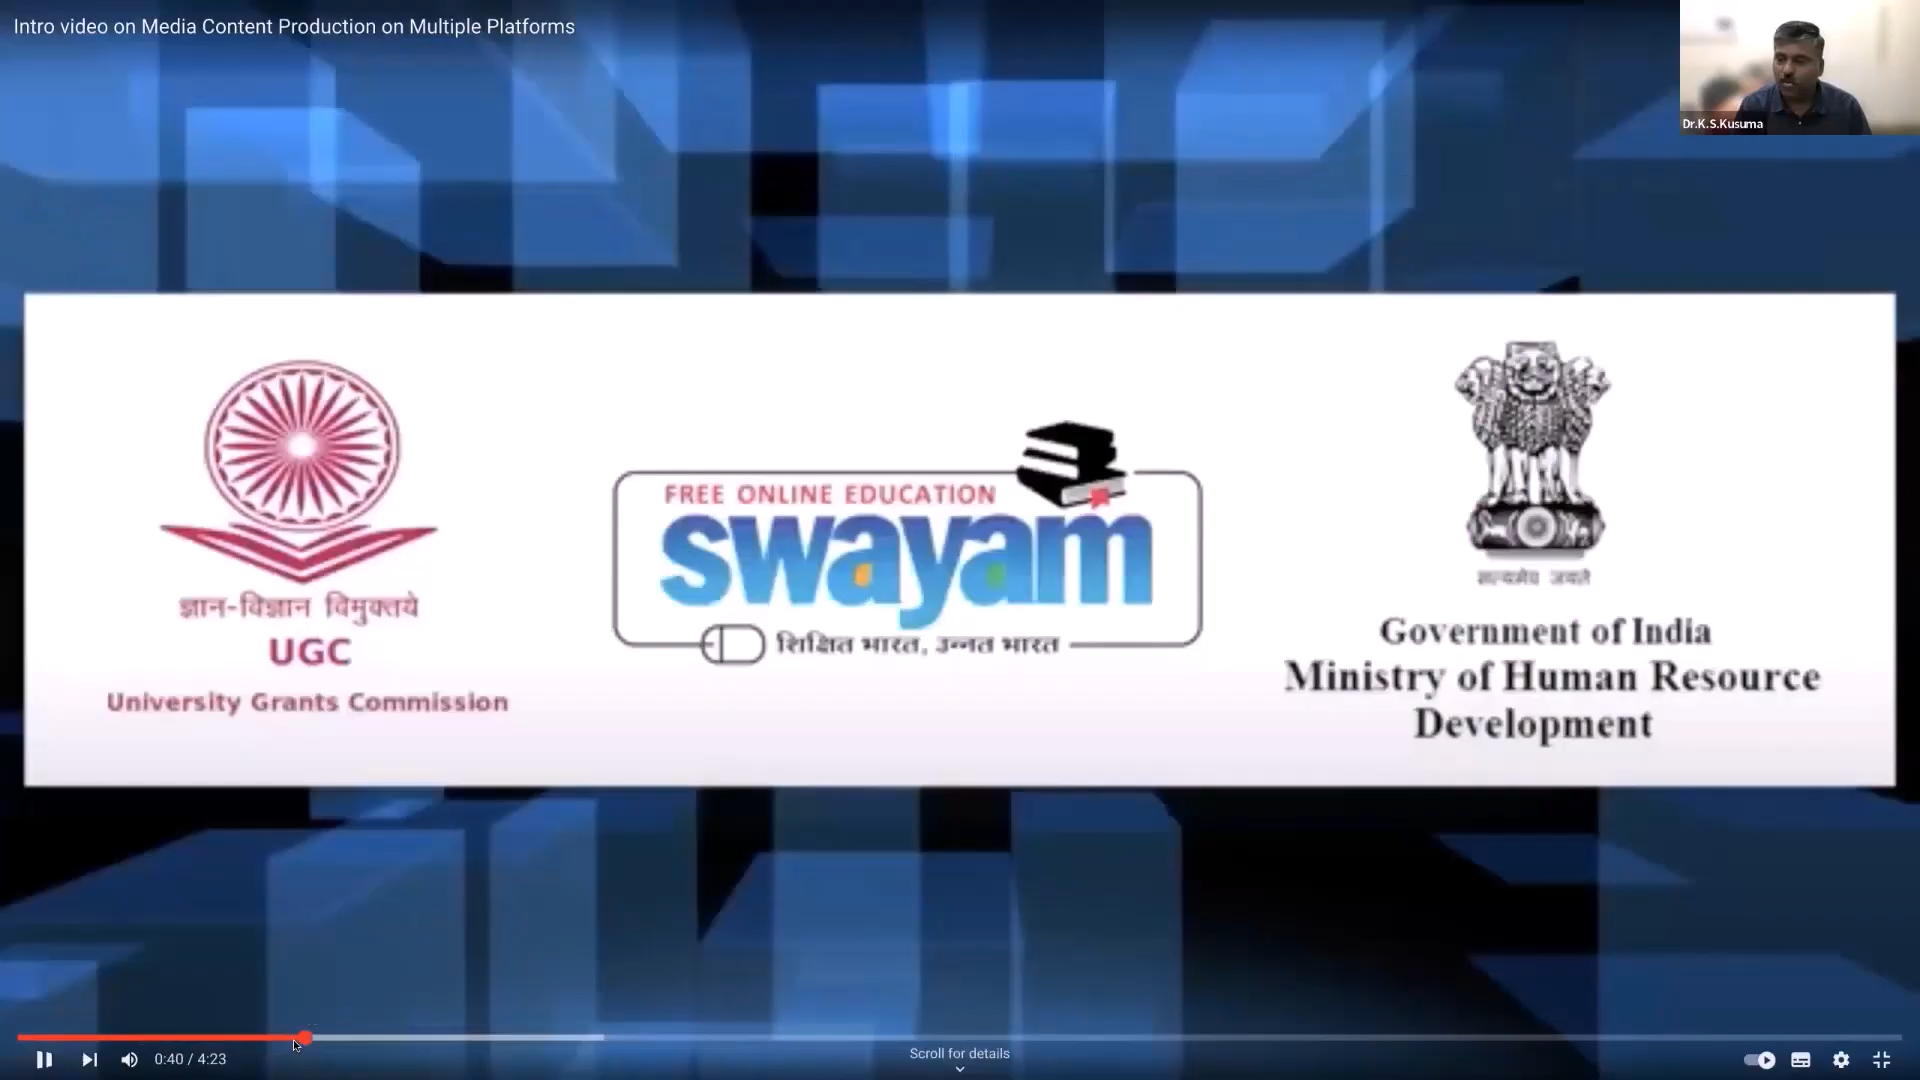 Intro video on Media Content Production on Multiple Platforms
Dr.K.S.Kusuma
ज्ञान-विज्ञान विमुक्तये
UGC
University Grants Commission
FREE ONLINE EDUCATION
swayam
शिक्षित भारत, उन्नत भारत
सत्यमेव जयते
Government of India
Ministry of Human Resource
Development
0:40 / 4:23
Scroll for details